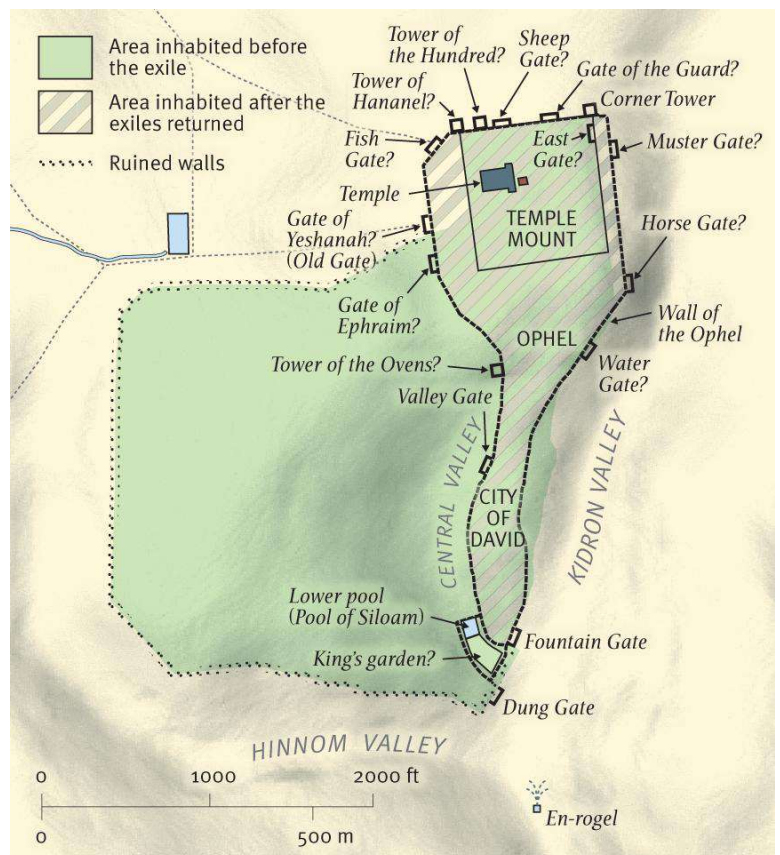 Area inhabited before
the exile
Area inhabited after the
exiles returned
Ruined walls
Tower of
the Hundred?
Sheep
Gate?
Gate of the Guard?
Tower of
Hananel?
Corner Tower
Fish
Gate?
East
Gate?
Muster Gate?
Temple
TEMPLE
MOUNT
Gate of
Yeshanah?
(Old Gate)
Horse Gate?
Gate of
Ephraim?
Wall of
the Ophel
OPHEL
Tower of the Ovens?
Water
Gate?
Valley Gate
CENTRAL VALLEY
KIDRON VALLEY
CITY
OF
DAVID
Lower pool
(Pool of Siloam)
King's garden?
Fountain Gate
Dung Gate
HINNOM VALLEY
0 1000 2000 ft
0 500 m
En-rogel